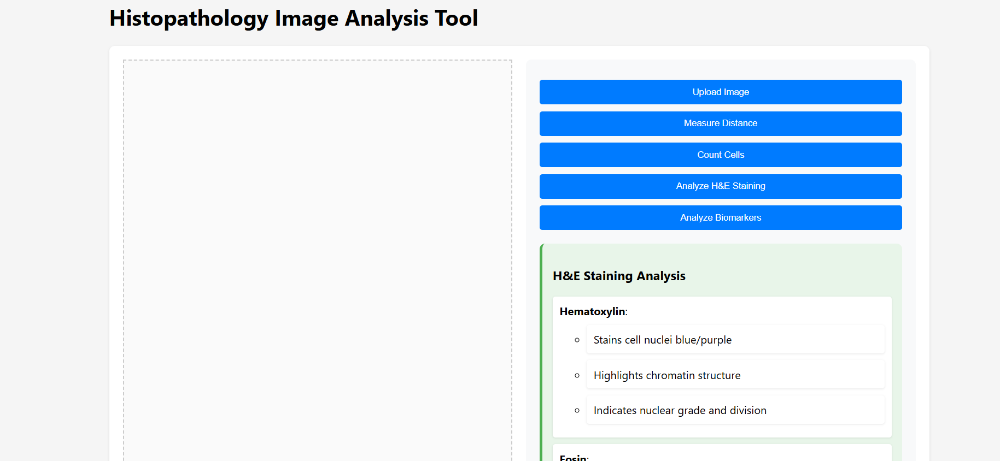 Histopathology Image Analysis Tool
Upload Image
Measure Distance
Count Cells
Analyze H&E Staining
Analyze Biomarkers
H&E Staining Analysis
Hematoxylin:
Stains cell nuclei blue/purple
Highlights chromatin structure
Indicates nuclear grade and division
Eosin: